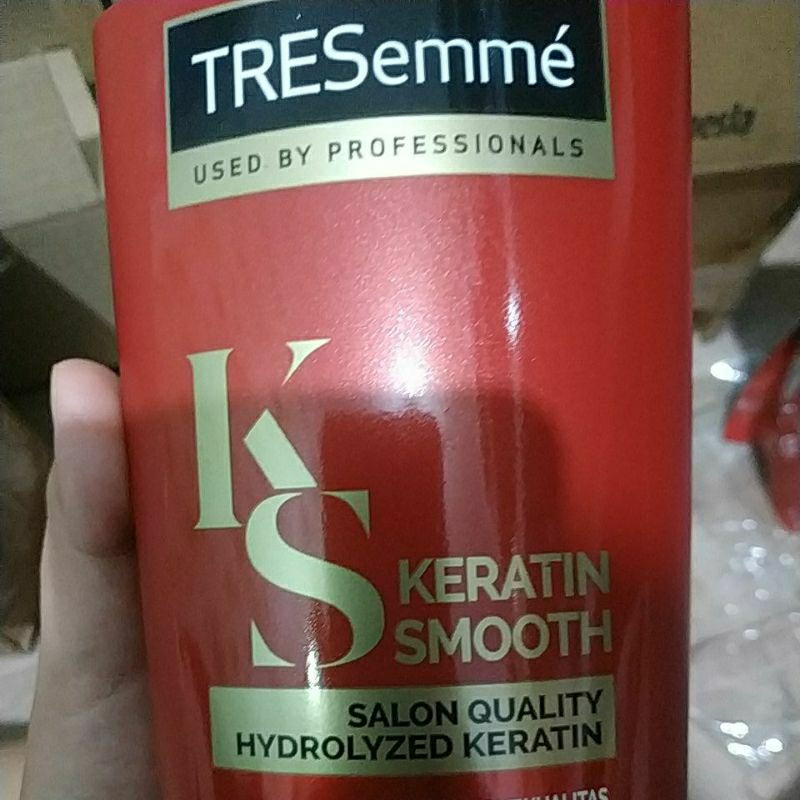 TRESemmé
USED BY PROFESSIONALS
KS
KERATIN
SMOOTH
SALON QUALITY
HYDROLYZED KERATIN